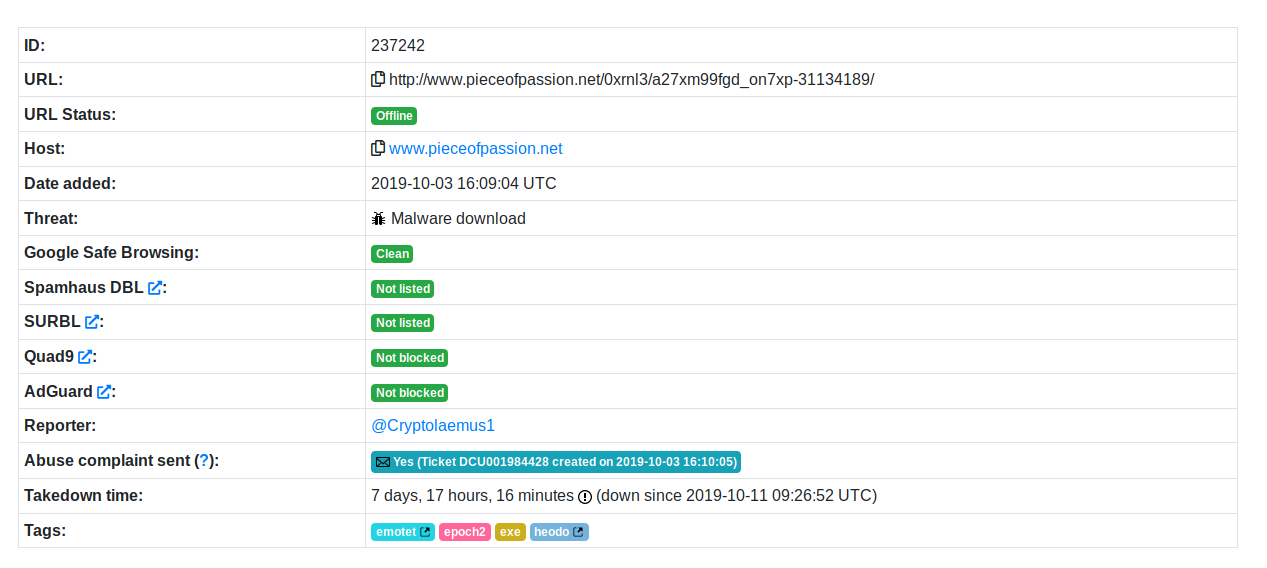 ID: 237242
URL: http://www.pieceofpassion.net/0xrnl3/a27xm99fgd_on7xp-31134189/
URL Status: Offline
Host: www.pieceofpassion.net
Date added: 2019-10-03 16:09:04 UTC
Threat: Malware download
Google Safe Browsing: Clean
Spamhaus DBL : Not listed
SURBL : Not listed
Quad9 : Not blocked
AdGuard : Not blocked
Reporter: @Cryptolaemus1
Abuse complaint sent (?): Yes (Ticket DCU001984428 created on 2019-10-03 16:10:05)
Takedown time: 7 days, 17 hours, 16 minutes (down since 2019-10-11 09:26:52 UTC)
Tags: emotet epoch2 exe heodo